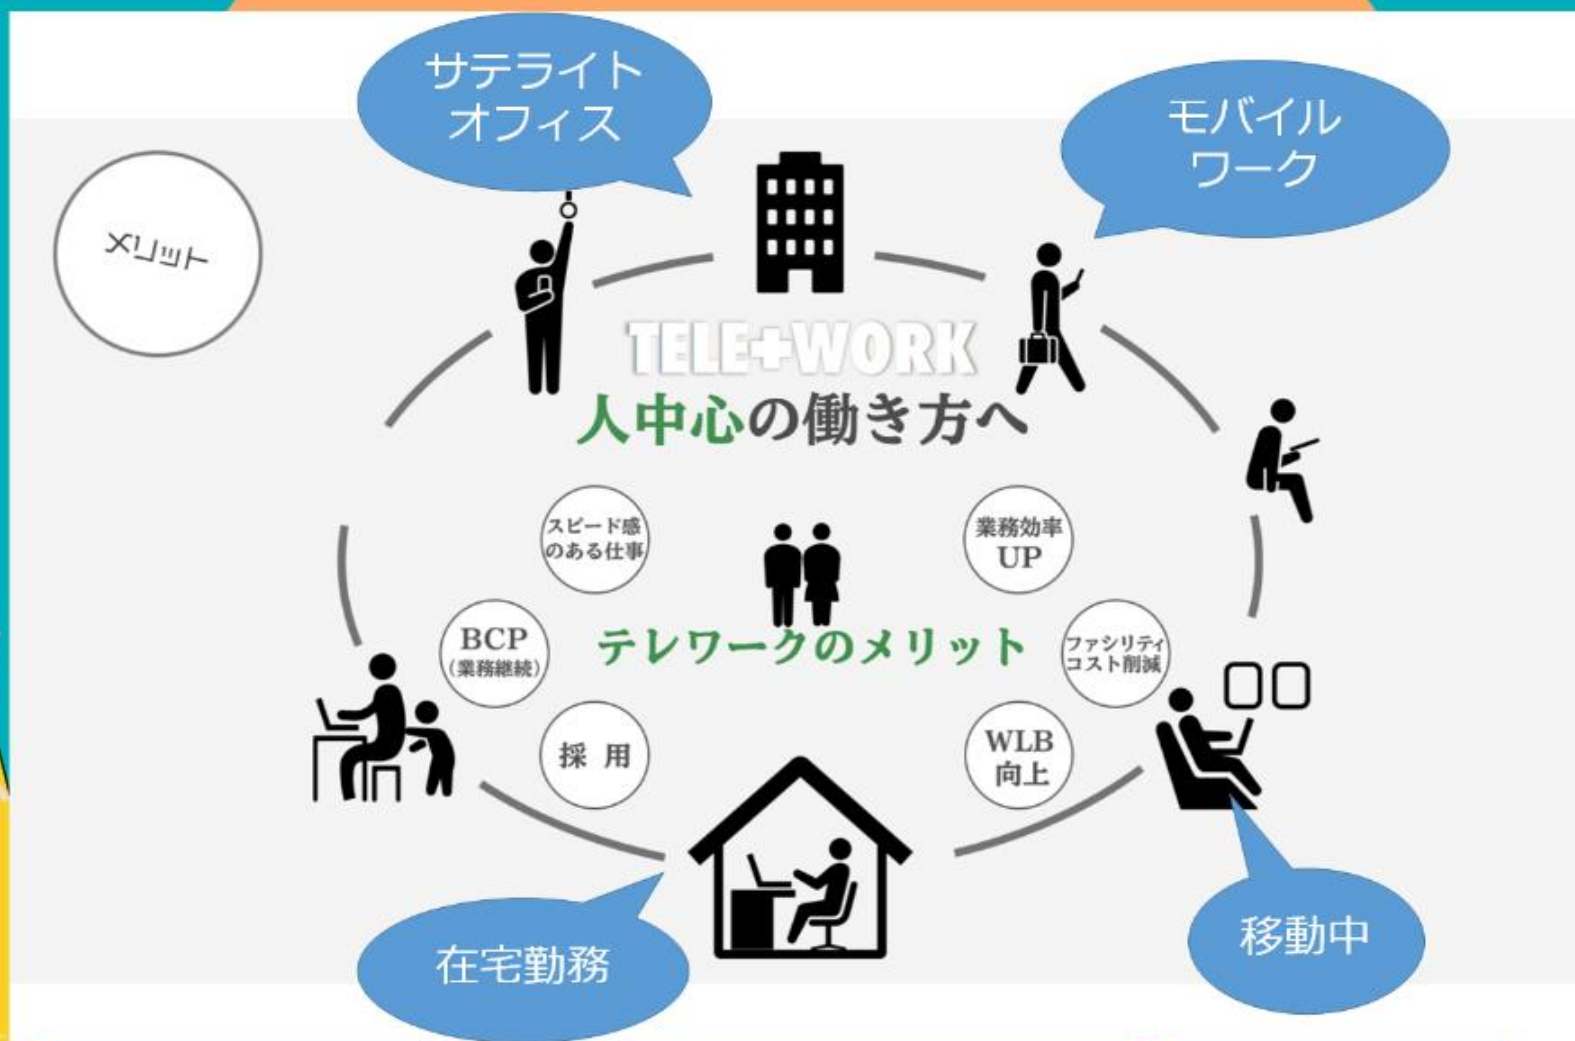 サテライト
オフィス
モバイル
ワーク
メリット
TELE+WORK
人中心の働き方へ
スピード感
のある仕事
業務効率
UP
BCP
(業務継続)
テレワークのメリット
ファシリティ
コスト削減
採 用
WLB
向上
在宅勤務
移動中